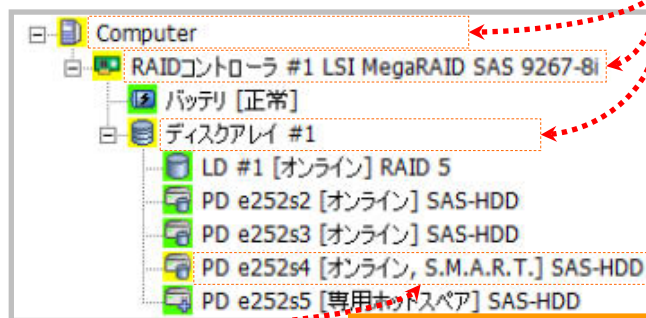 Computer
RAIDコントローラ #1 LSI MegaRAID SAS 9267-8i
バッテリ [正常]
ディスクアレイ #1
LD #1 [オンライン] RAID 5
PD e252s2 [オンライン] SAS-HDD
PD e252s3 [オンライン] SAS-HDD
PD e252s4 [オンライン, S.M.A.R.T.] SAS-HDD
PD e252s5 [専用ホットスペア] SAS-HDD